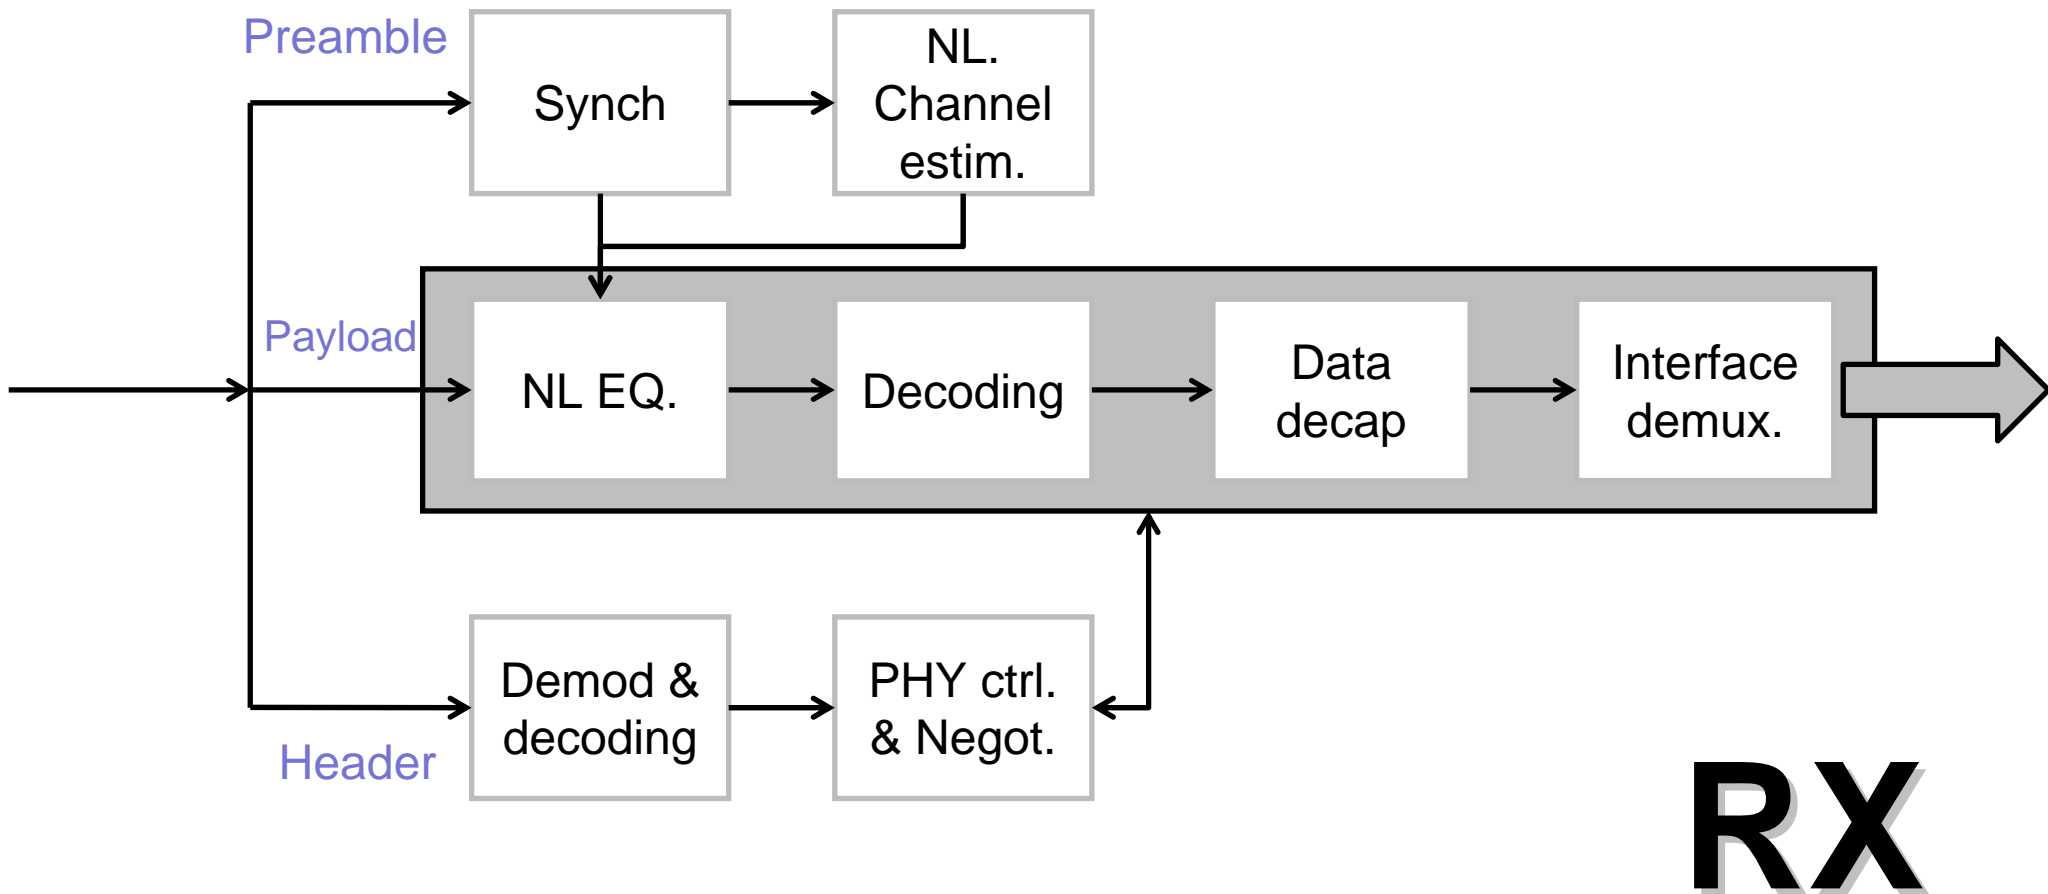 Preamble
Synch
NL.
Channel
estim.
Payload
NL EQ.
Decoding
Data
decap
Interface
demux.
Header
Demod &
decoding
PHY ctrl.
& Negot.
RX